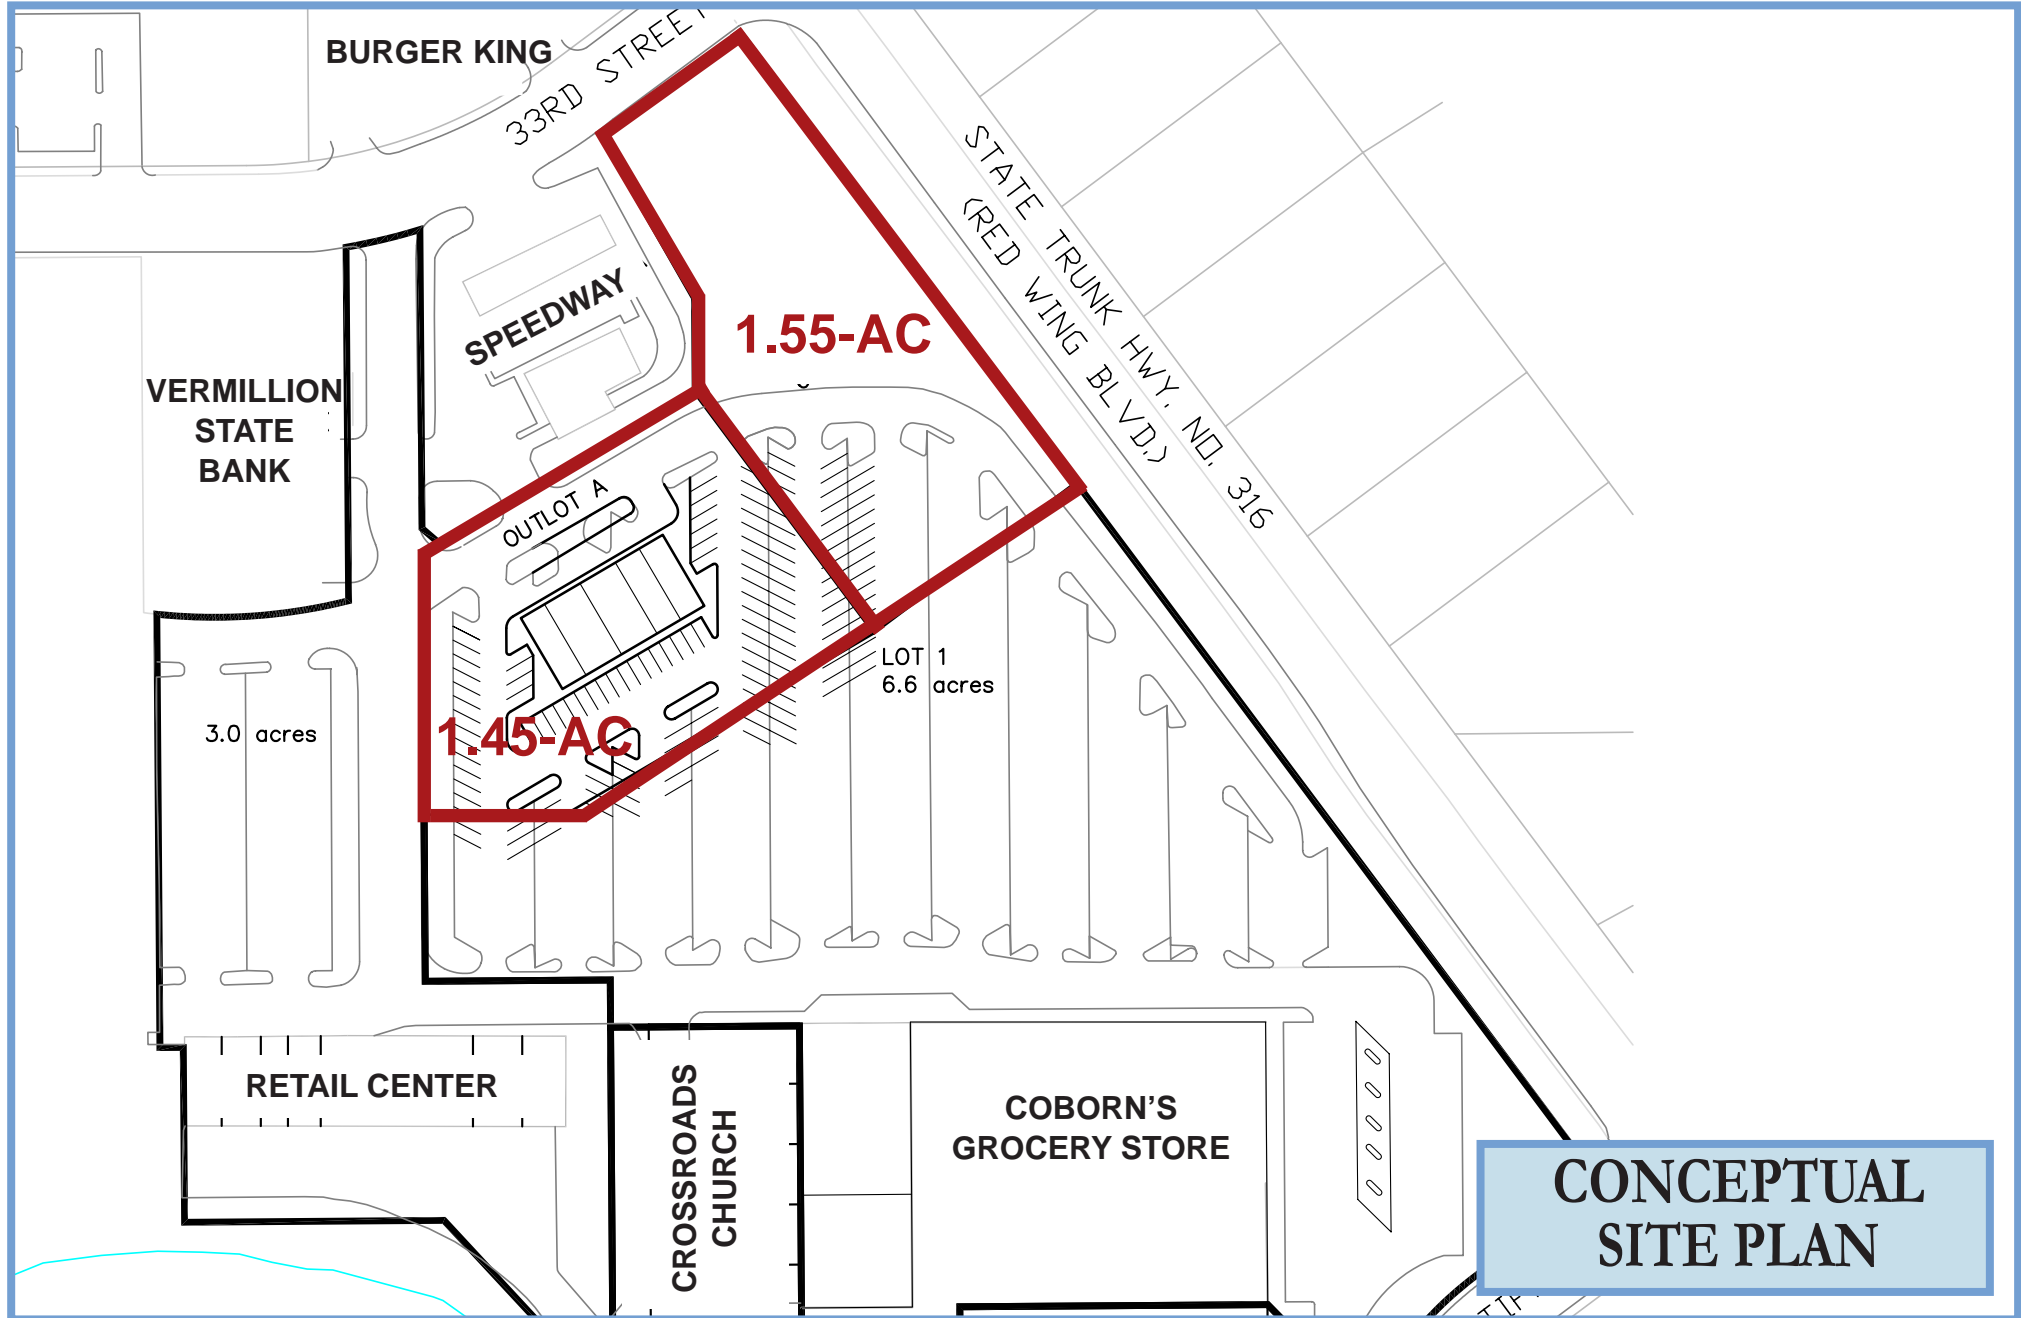 BURGER KING
33RD STREET
STATE TRUNK HWY. NO. 316
(RED WING BLVD.)
SPEEDWAY
1.55-AC
VERMILLION
STATE
BANK
OUTLOT A
LOT 1
6.6 acres
3.0 acres
1.45-AC
RETAIL CENTER
CROSSROADS
CHURCH
COBORN'S
GROCERY STORE
CONCEPTUAL
SITE PLAN